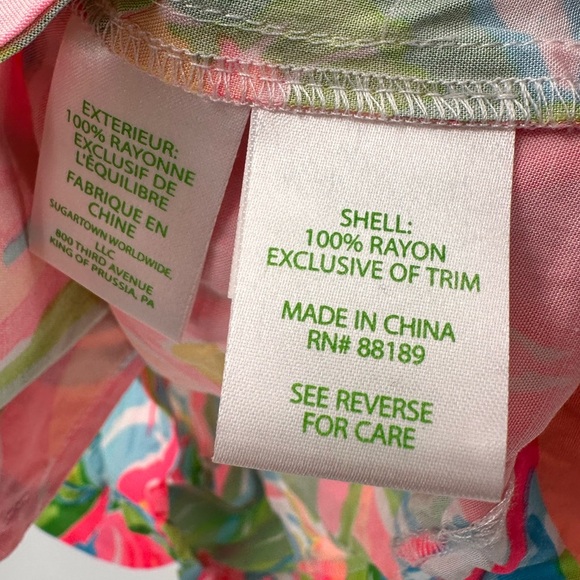 EXTERIEUR:
100% RAYONNE
EXCLUSIF DE
L'ÉQUILIBRE
FABRIQUE EN
CHINE
SUGARTOWN WORLDWIDE,
LLC
800 THIRD AVENUE
KING OF PRUSSIA, PA
SHELL:
100% RAYON
EXCLUSIVE OF TRIM
MADE IN CHINA
RN# 88189
SEE REVERSE
FOR CARE